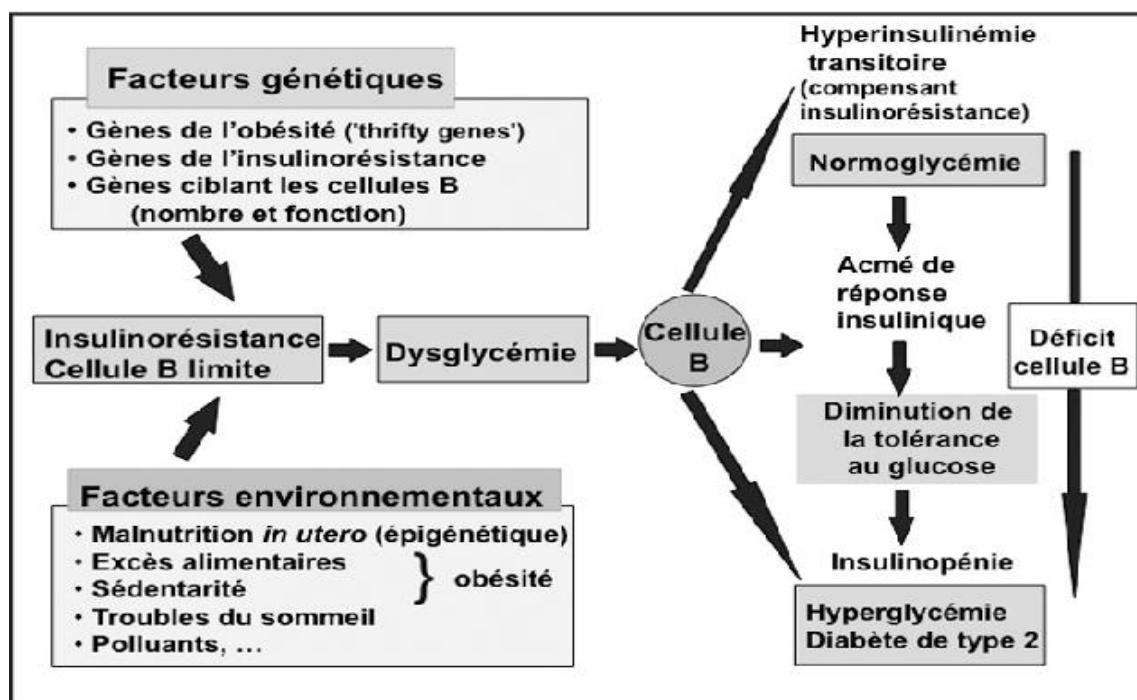 Facteurs génétiques
• Gènes de l'obésité ('thrifty genes')
• Gènes de l'insulinorésistance
• Gènes ciblant les cellules B
(nombre et fonction)
Insulinorésistance
Cellule B limite
Dysglycémie
Cellule
B
Facteurs environnementaux
• Malnutrition in utero (épigénétique)
• Excès alimentaires
• Sédentarité
} obésité
• Troubles du sommeil
• Polluants, ...
Hyperinsulinémie
transitoire
(compensant
insulinorésistance)
Normoglycémie
Acmé de
réponse
insulinique
Diminution de
la tolérance
au glucose
Insulinopénie
Hyperglycémie
Diabète de type 2
Déficit
cellule B